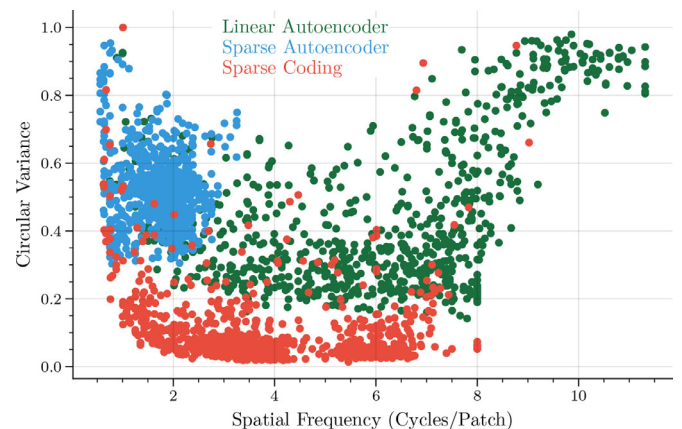 Linear Autoencoder
Sparse Autoencoder
Sparse Coding
1.0
0.8
0.6
0.4
0.2
0.0
Circular Variance
2 4 6 8 10
Spatial Frequency (Cycles/Patch)